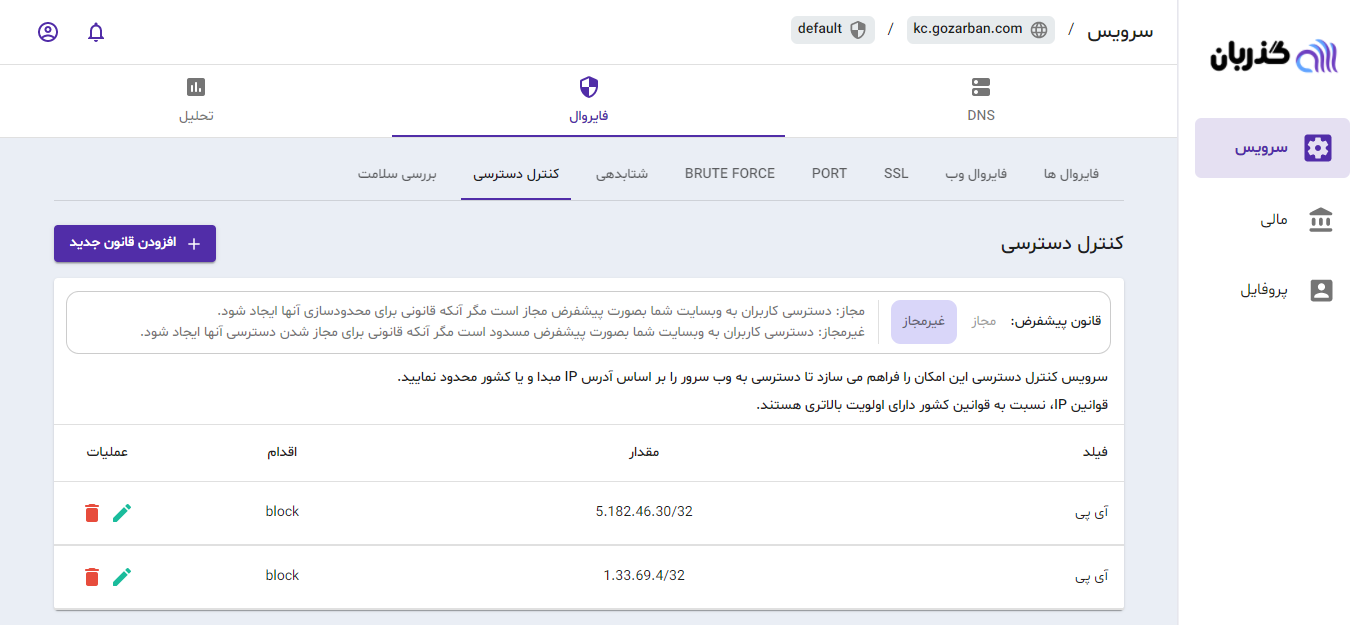 گذربان
سرویس
مالی
پروفایل
سرویس / kc.gozarban.com / default
DNS
فایروال
تحلیل
فایروال ها
فایروال وب
SSL
PORT
BRUTE FORCE
شتابدهی
کنترل دسترسی
بررسی سلامت
کنترل دسترسی
افزودن قانون جدید
قانون پیشفرض: مجاز غیرمجاز
مجاز: دسترسی کاربران به وبسایت شما بصورت پیشفرض مجاز است مگر آنکه قانونی برای محدودسازی آنها ایجاد شود.
غیرمجاز: دسترسی کاربران به وبسایت شما بصورت پیشفرض مسدود است مگر آنکه قانونی برای مجاز شدن دسترسی آنها ایجاد شود.
سرویس کنترل دسترسی این امکان را فراهم می سازد تا دسترسی به وب سرور را بر اساس آدرس IP مبدا و یا کشور محدود نمایید.
قوانین IP، نسبت به قوانین کشور دارای اولویت بالاتری هستند.
فیلد مقدار اقدام عملیات
آی پی 5.182.46.30/32 block
آی پی 1.33.69.4/32 block